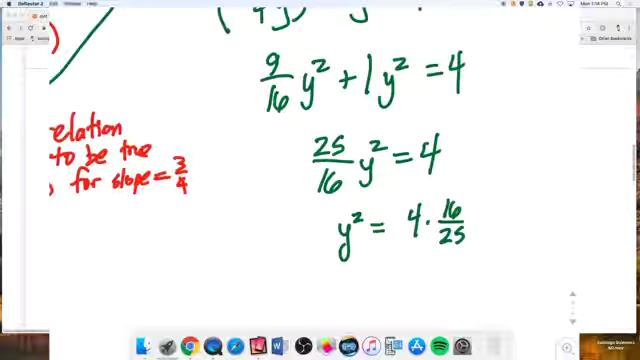 9/16 y² + 1y² = 4
elation
to be true
for slope = 3/4
25/16 y² = 4
y² = 4 · 16/25